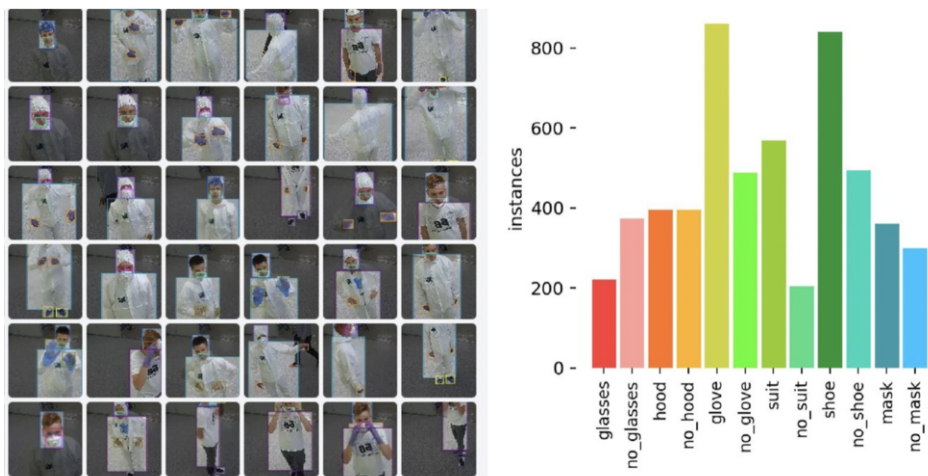 800
600
400
200
0
instances
glasses
no_glasses
hood
no_hood
glove
no_glove
suit
no_suit
shoe
no_shoe
mask
no_mask